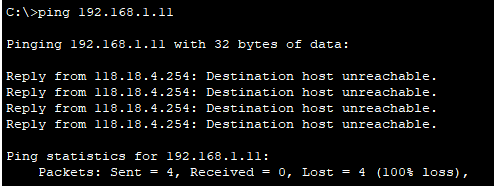 C:\>ping 192.168.1.11
Pinging 192.168.1.11 with 32 bytes of data:
Reply from 118.18.4.254: Destination host unreachable.
Reply from 118.18.4.254: Destination host unreachable.
Reply from 118.18.4.254: Destination host unreachable.
Reply from 118.18.4.254: Destination host unreachable.
Ping statistics for 192.168.1.11:
    Packets: Sent = 4, Received = 0, Lost = 4 (100% loss),